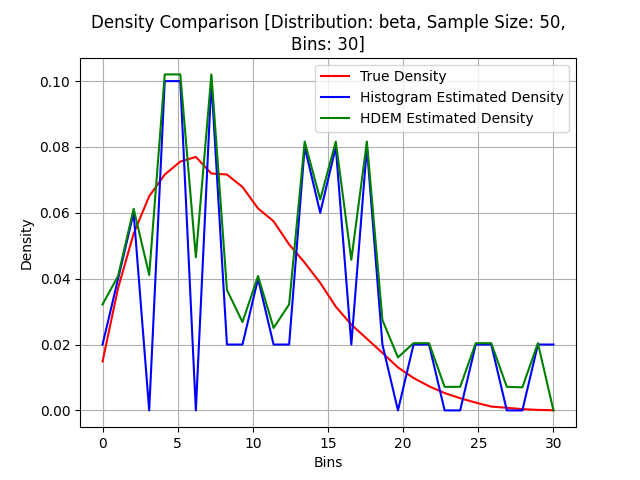 Density Comparison [Distribution: beta, Sample Size: 50,
Bins: 30]
True Density
Histogram Estimated Density
HDEM Estimated Density
Density
0.10
0.08
0.06
0.04
0.02
0.00
0
5
10
15
20
25
30
Bins